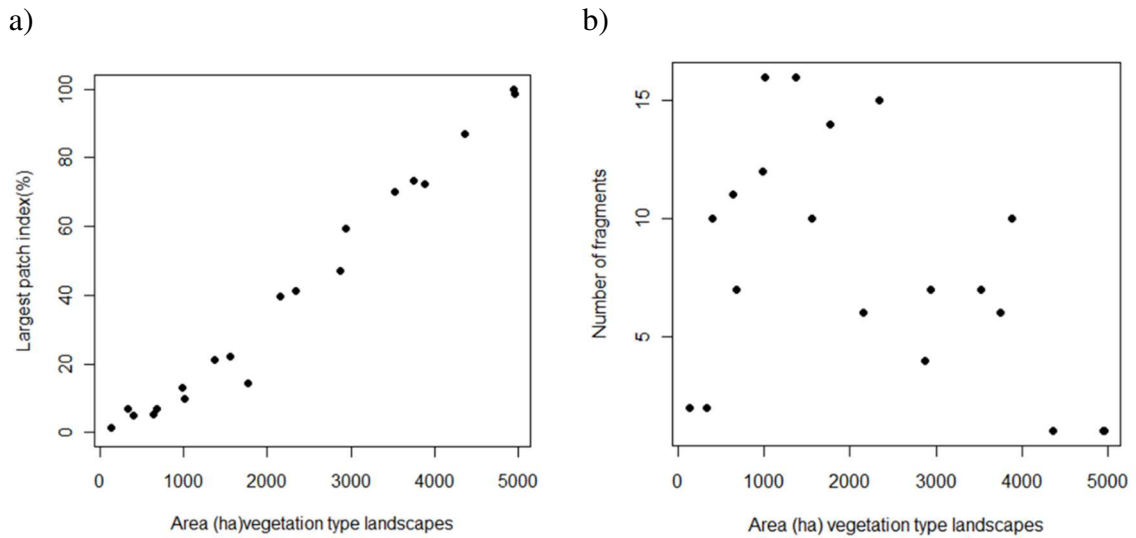 a)
b)
Largest patch index(%)
100
80
60
40
20
0
0 1000 2000 3000 4000 5000
Area (ha)vegetation type landscapes
Number of fragments
15
10
5
0 1000 2000 3000 4000 5000
Area (ha) vegetation type landscapes